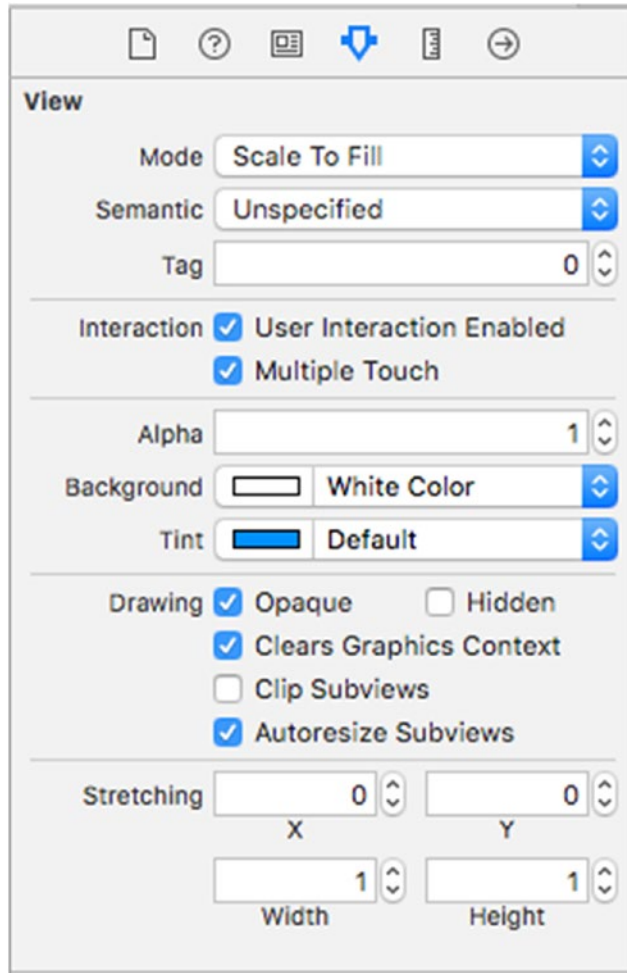 View
Mode Scale To Fill
Semantic Unspecified
Tag 0
Interaction User Interaction Enabled
Multiple Touch
Alpha 1
Background White Color
Tint Default
Drawing Opaque Hidden
Clears Graphics Context
Clip Subviews
Autoresize Subviews
Stretching 0 0
X Y
1 1
Width Height